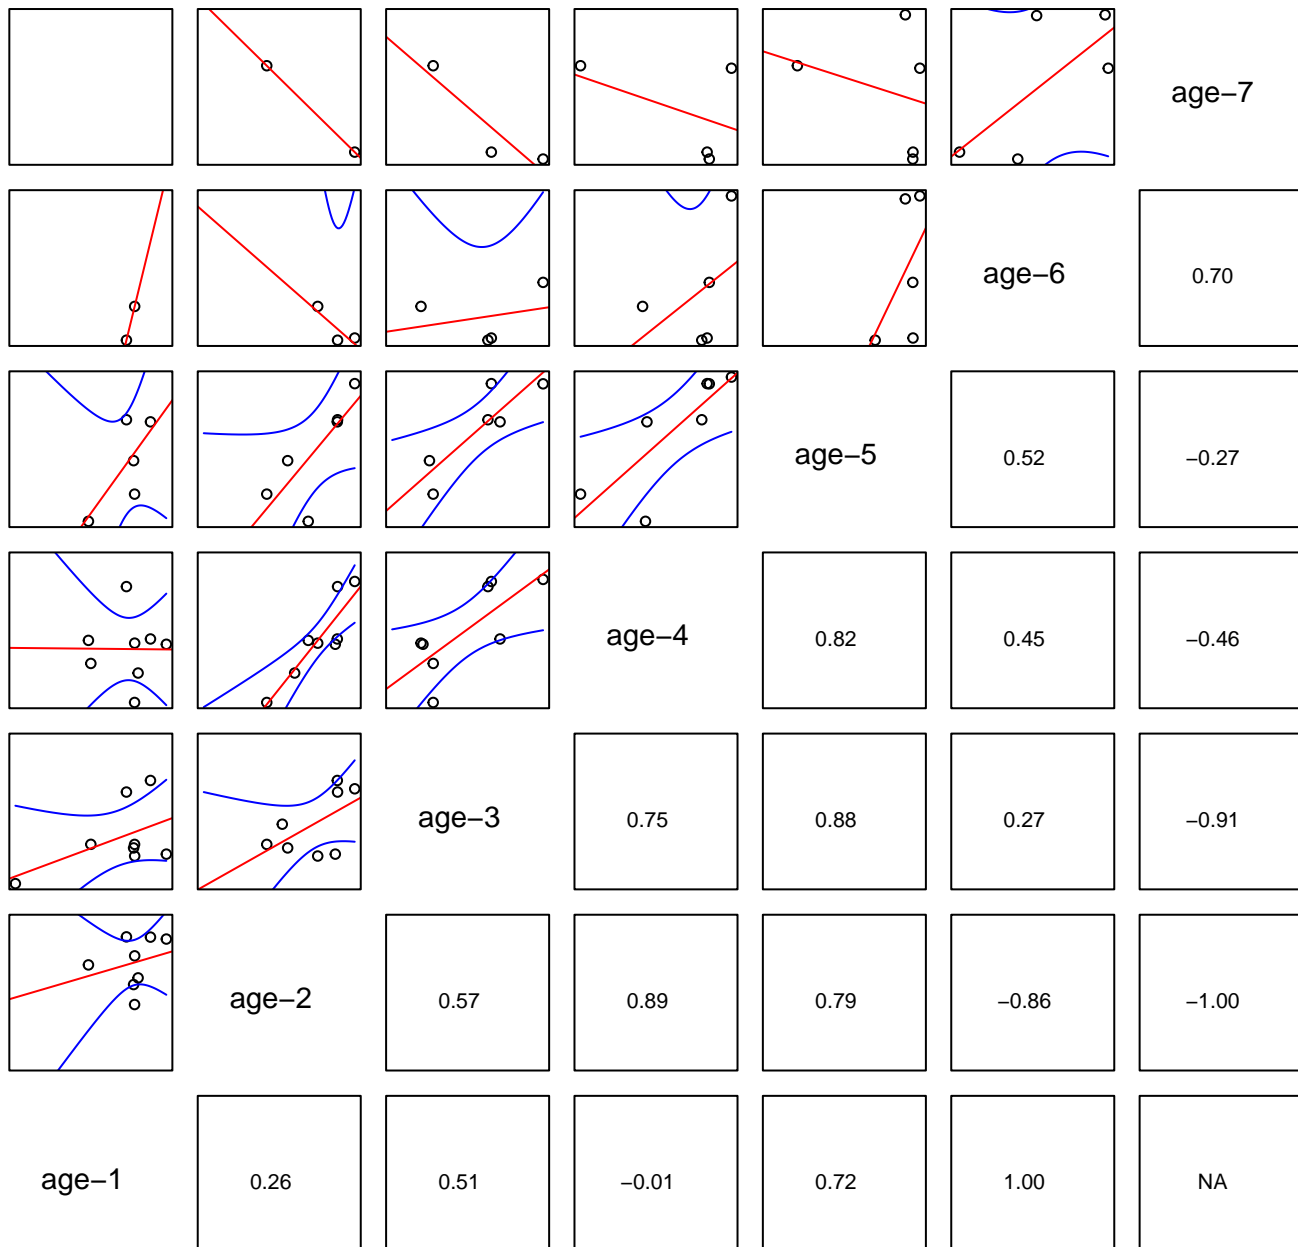 age−7
age−6 0.70
age−5 0.52 −0.27
age−4 0.82 0.45 −0.46
age−3 0.75 0.88 0.27 −0.91
age−2 0.57 0.89 0.79 −0.86 −1.00
age−1 0.26 0.51 −0.01 0.72 1.00 NA